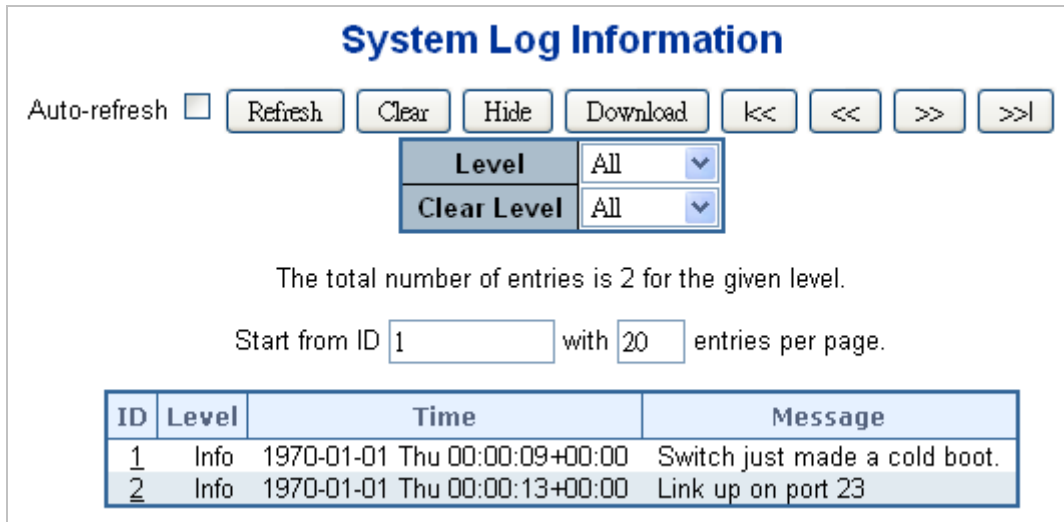 System Log Information
Auto-refresh Refresh Clear Hide Download |<< << >> >>|
Level All
Clear Level All
The total number of entries is 2 for the given level.
Start from ID 1 with 20 entries per page.
ID Level Time Message
1 Info 1970-01-01 Thu 00:00:09+00:00 Switch just made a cold boot.
2 Info 1970-01-01 Thu 00:00:13+00:00 Link up on port 23